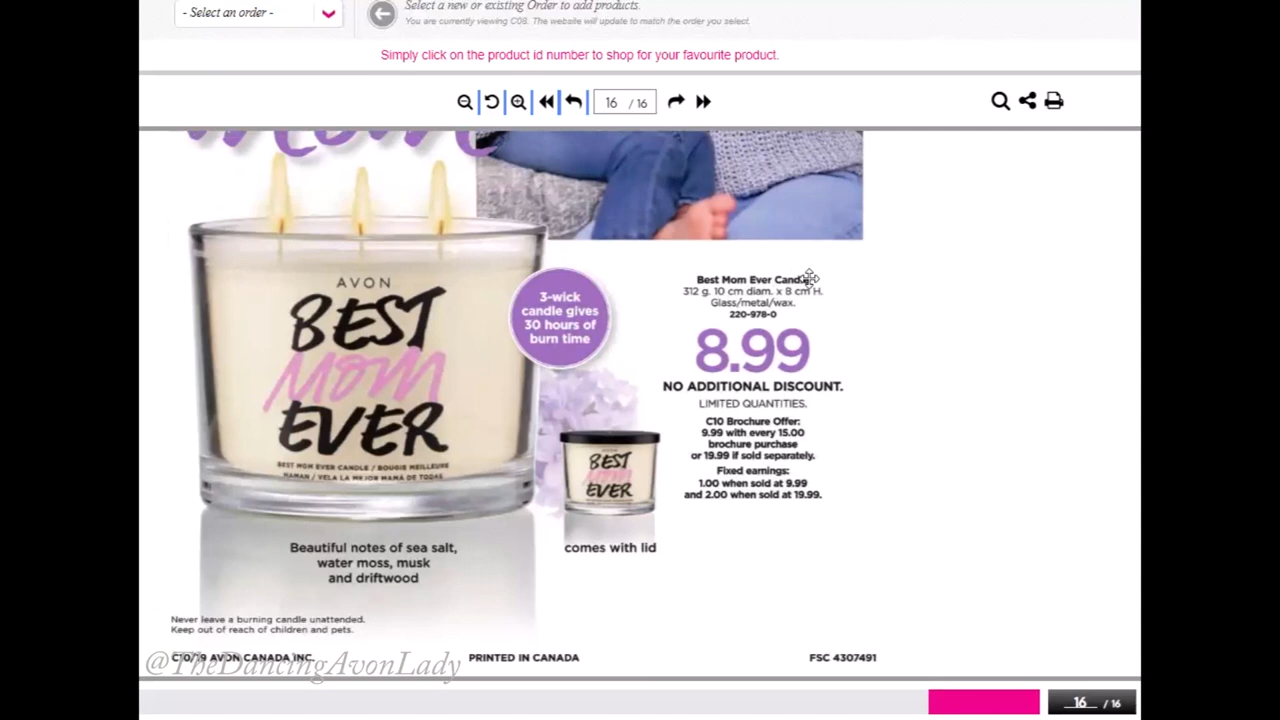 - Select an order -
Select a new or existing Order to add products.
You are currently viewing C08. The website will update to match the order you select.
Simply click on the product id number to shop for your favourite product.
16 / 16
Mom
AVON
BEST
MOM
EVER
BEST MOM EVER CANDLE / BOUGIE MEILLEURE
MAMAN / VELA LA MEJOR MAMÁ DE TODAS
3-wick
candle gives
30 hours of
burn time
AVON
BEST
MOM
EVER
Best Mom Ever Candle
312 g. 10 cm diam. x 8 cm H.
Glass/metal/wax.
220-978-0
8.99
NO ADDITIONAL DISCOUNT.
LIMITED QUANTITIES.
C10 Brochure Offer:
9.99 with every 15.00
brochure purchase
or 19.99 if sold separately.
Fixed earnings:
1.00 when sold at 9.99
and 2.00 when sold at 19.99.
Beautiful notes of sea salt,
water moss, musk
and driftwood
comes with lid
Never leave a burning candle unattended.
Keep out of reach of children and pets.
C10/19 AVON CANADA INC.
PRINTED IN CANADA
FSC 4307491
@TheDancingAvonLady
16 / 16